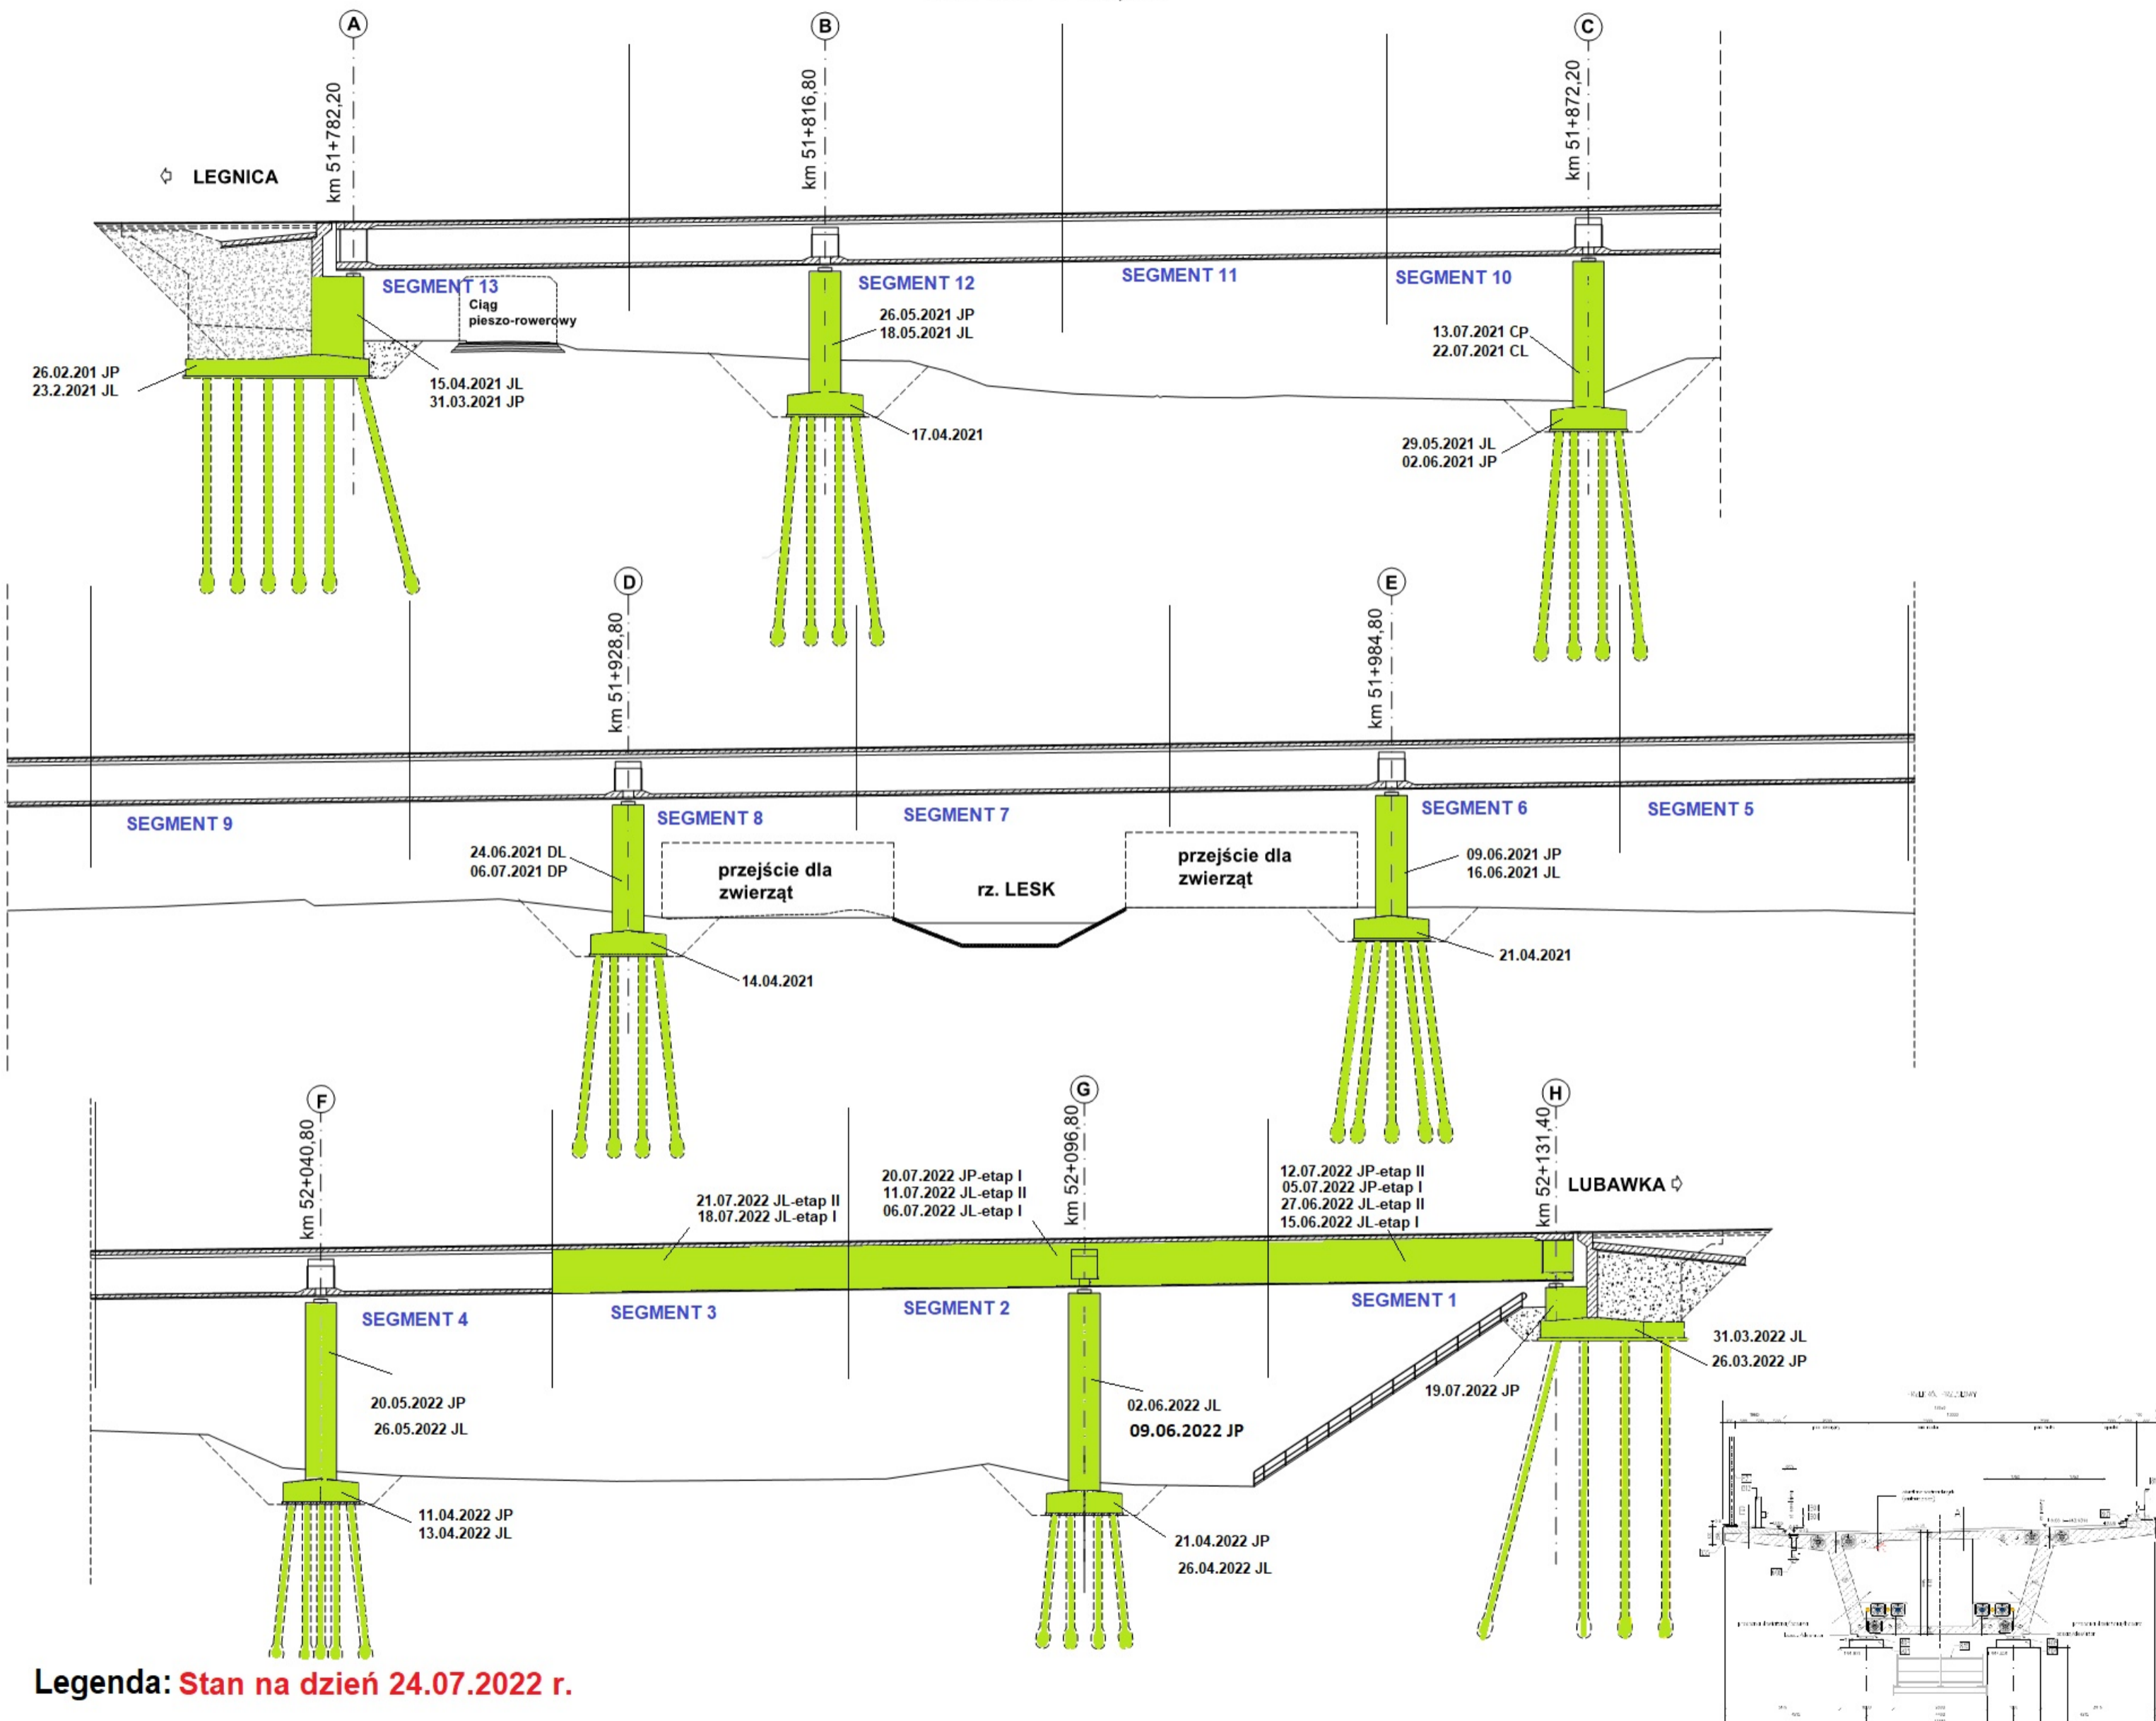 A
B
C
km 51+782,20
km 51+816,80
km 51+872,20
LEGNICA
SEGMENT 13
SEGMENT 12
SEGMENT 11
SEGMENT 10
Ciąg
pieszo-rowerowy
26.05.2021 JP
18.05.2021 JL
13.07.2021 CP
22.07.2021 CL
26.02.201 JP
23.2.2021 JL
15.04.2021 JL
31.03.2021 JP
17.04.2021
29.05.2021 JL
02.06.2021 JP
D
E
km 51+928,80
km 51+984,80
SEGMENT 9
SEGMENT 8
SEGMENT 7
SEGMENT 6
SEGMENT 5
24.06.2021 DL
06.07.2021 DP
przejście dla
zwierząt
rz. LESK
przejście dla
zwierząt
09.06.2021 JP
16.06.2021 JL
14.04.2021
21.04.2021
F
G
H
km 52+040,80
km 52+096,80
km 52+131,40
21.07.2022 JL-etap II
18.07.2022 JL-etap I
20.07.2022 JP-etap I
11.07.2022 JL-etap II
06.07.2022 JL-etap I
12.07.2022 JP-etap II
05.07.2022 JP-etap I
27.06.2022 JL-etap II
15.06.2022 JL-etap I
LUBAWKA
SEGMENT 4
SEGMENT 3
SEGMENT 2
SEGMENT 1
31.03.2022 JL
26.03.2022 JP
20.05.2022 JP
26.05.2022 JL
02.06.2022 JL
09.06.2022 JP
19.07.2022 JP
11.04.2022 JP
13.04.2022 JL
21.04.2022 JP
26.04.2022 JL
Legenda: Stan na dzień 24.07.2022 r.